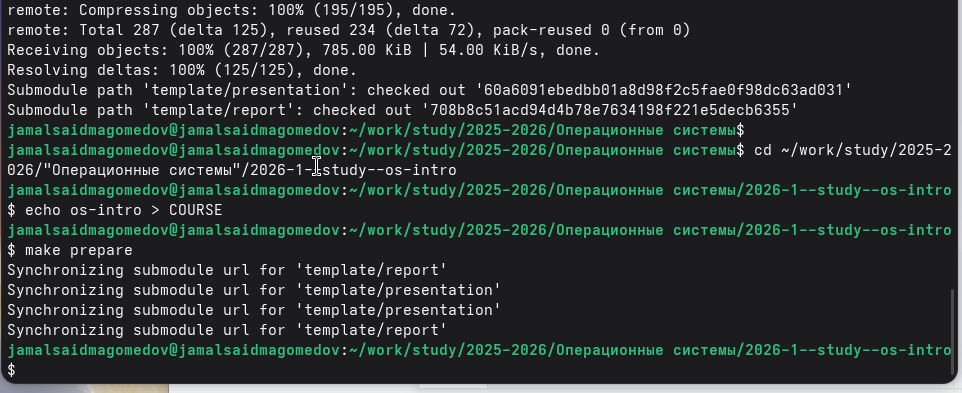 remote: Compressing objects: 100% (195/195), done.
remote: Total 287 (delta 125), reused 234 (delta 72), pack-reused 0 (from 0)
Receiving objects: 100% (287/287), 785.00 KiB | 54.00 KiB/s, done.
Resolving deltas: 100% (125/125), done.
Submodule path 'template/presentation': checked out '60a6091ebedbb01a8d98f2c5fae0f98dc63ad031'
Submodule path 'template/report': checked out '708b8c51acd94d4b78e7634198f221e5decb6355'
jamalsaidmagomedov@jamalsaidmagomedov:~/work/study/2025-2026/Операционные системы$
jamalsaidmagomedov@jamalsaidmagomedov:~/work/study/2025-2026/Операционные системы$ cd ~/work/study/2025-2
026/"Операционные системы"/2026-1--study--os-intro
jamalsaidmagomedov@jamalsaidmagomedov:~/work/study/2025-2026/Операционные системы/2026-1--study--os-intro
$ echo os-intro > COURSE
jamalsaidmagomedov@jamalsaidmagomedov:~/work/study/2025-2026/Операционные системы/2026-1--study--os-intro
$ make prepare
Synchronizing submodule url for 'template/report'
Synchronizing submodule url for 'template/presentation'
Synchronizing submodule url for 'template/presentation'
Synchronizing submodule url for 'template/report'
jamalsaidmagomedov@jamalsaidmagomedov:~/work/study/2025-2026/Операционные системы/2026-1--study--os-intro
$